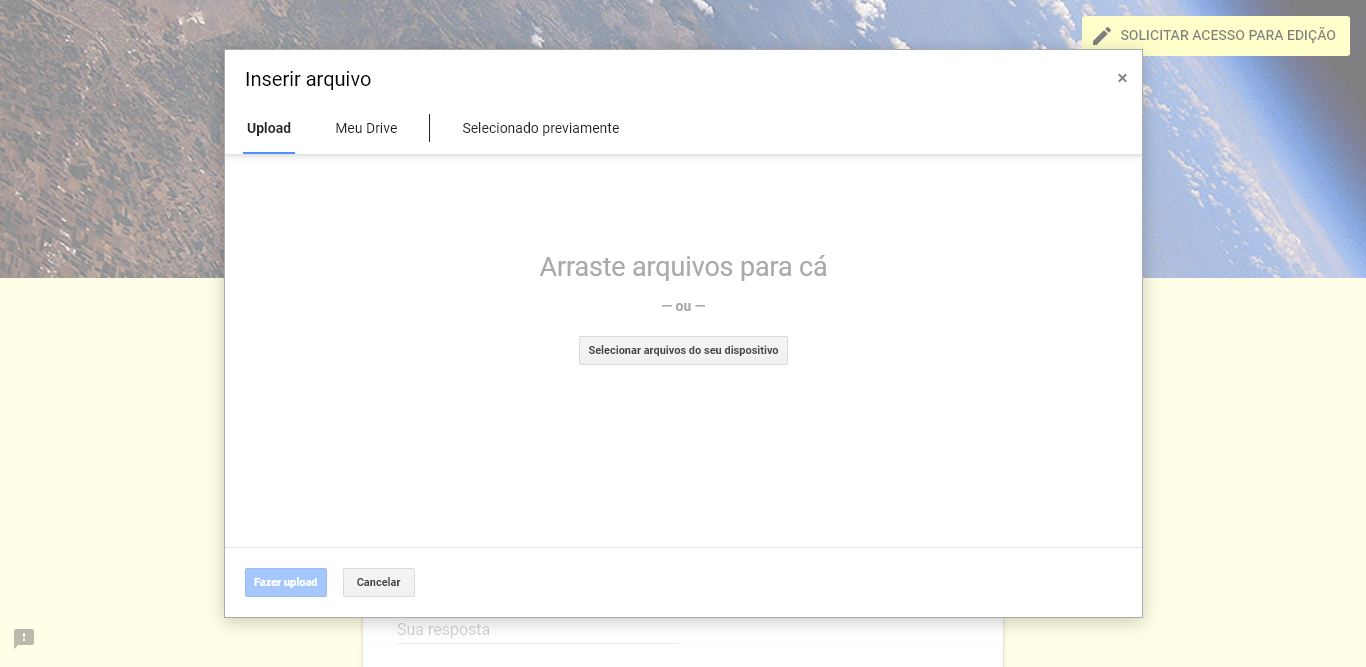 SOLICITAR ACESSO PARA EDIÇÃO
Inserir arquivo
Upload
Meu Drive
Selecionado previamente
Arraste arquivos para cá
— ou —
Selecionar arquivos do seu dispositivo
Fazer upload
Cancelar
Sua resposta